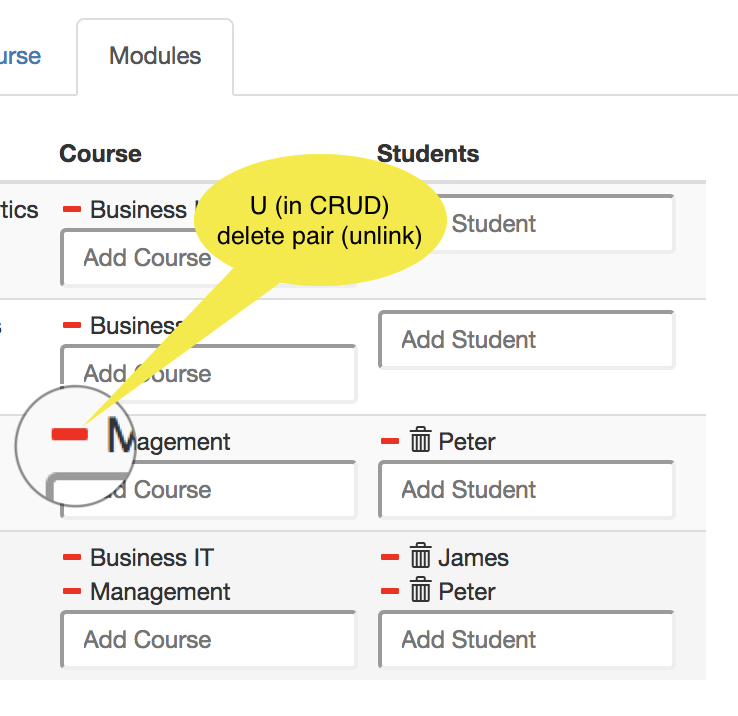 urse
Modules
Course
Students
tics
Business
U (in CRUD)
delete pair (unlink)
Add Course
Student
s
Business
Add Course
Add Student
Management
Peter
Course
Add Student
Business IT
James
Management
Peter
Add Course
Add Student